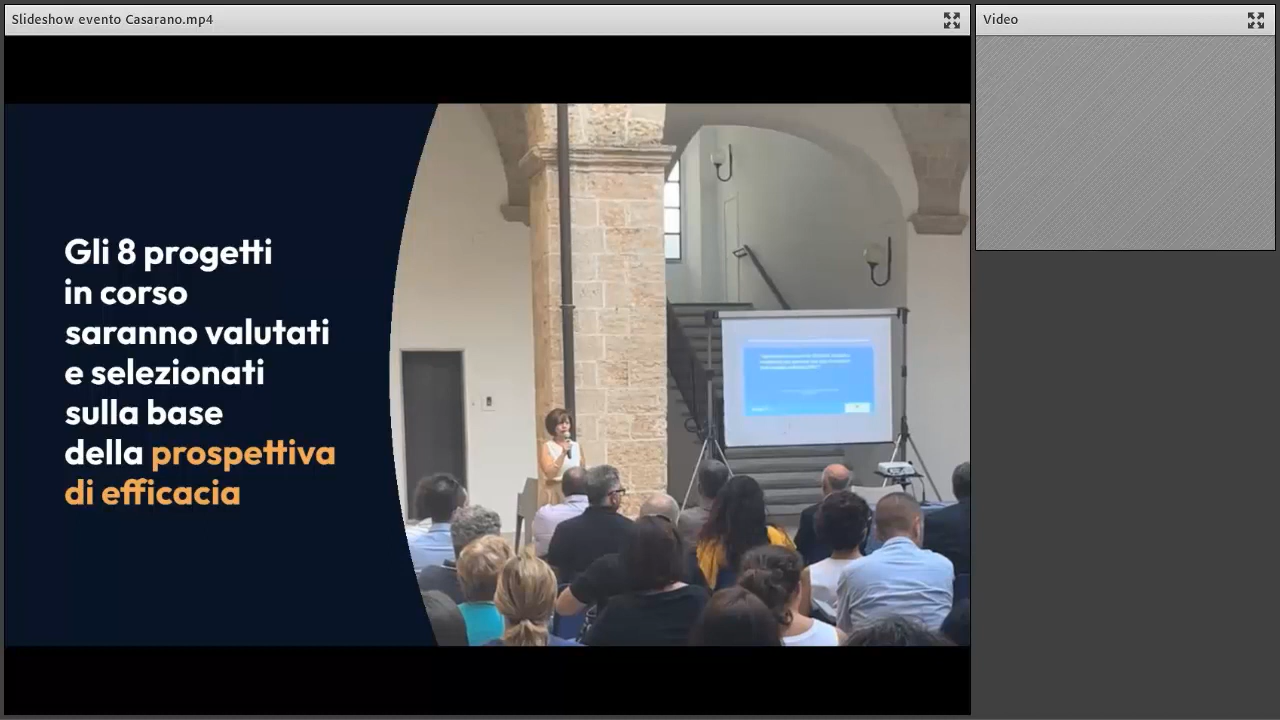 Slideshow evento Casarano.mp4
Video
Gli 8 progetti
in corso
saranno valutati
e selezionati
sulla base
della prospettiva
di efficacia